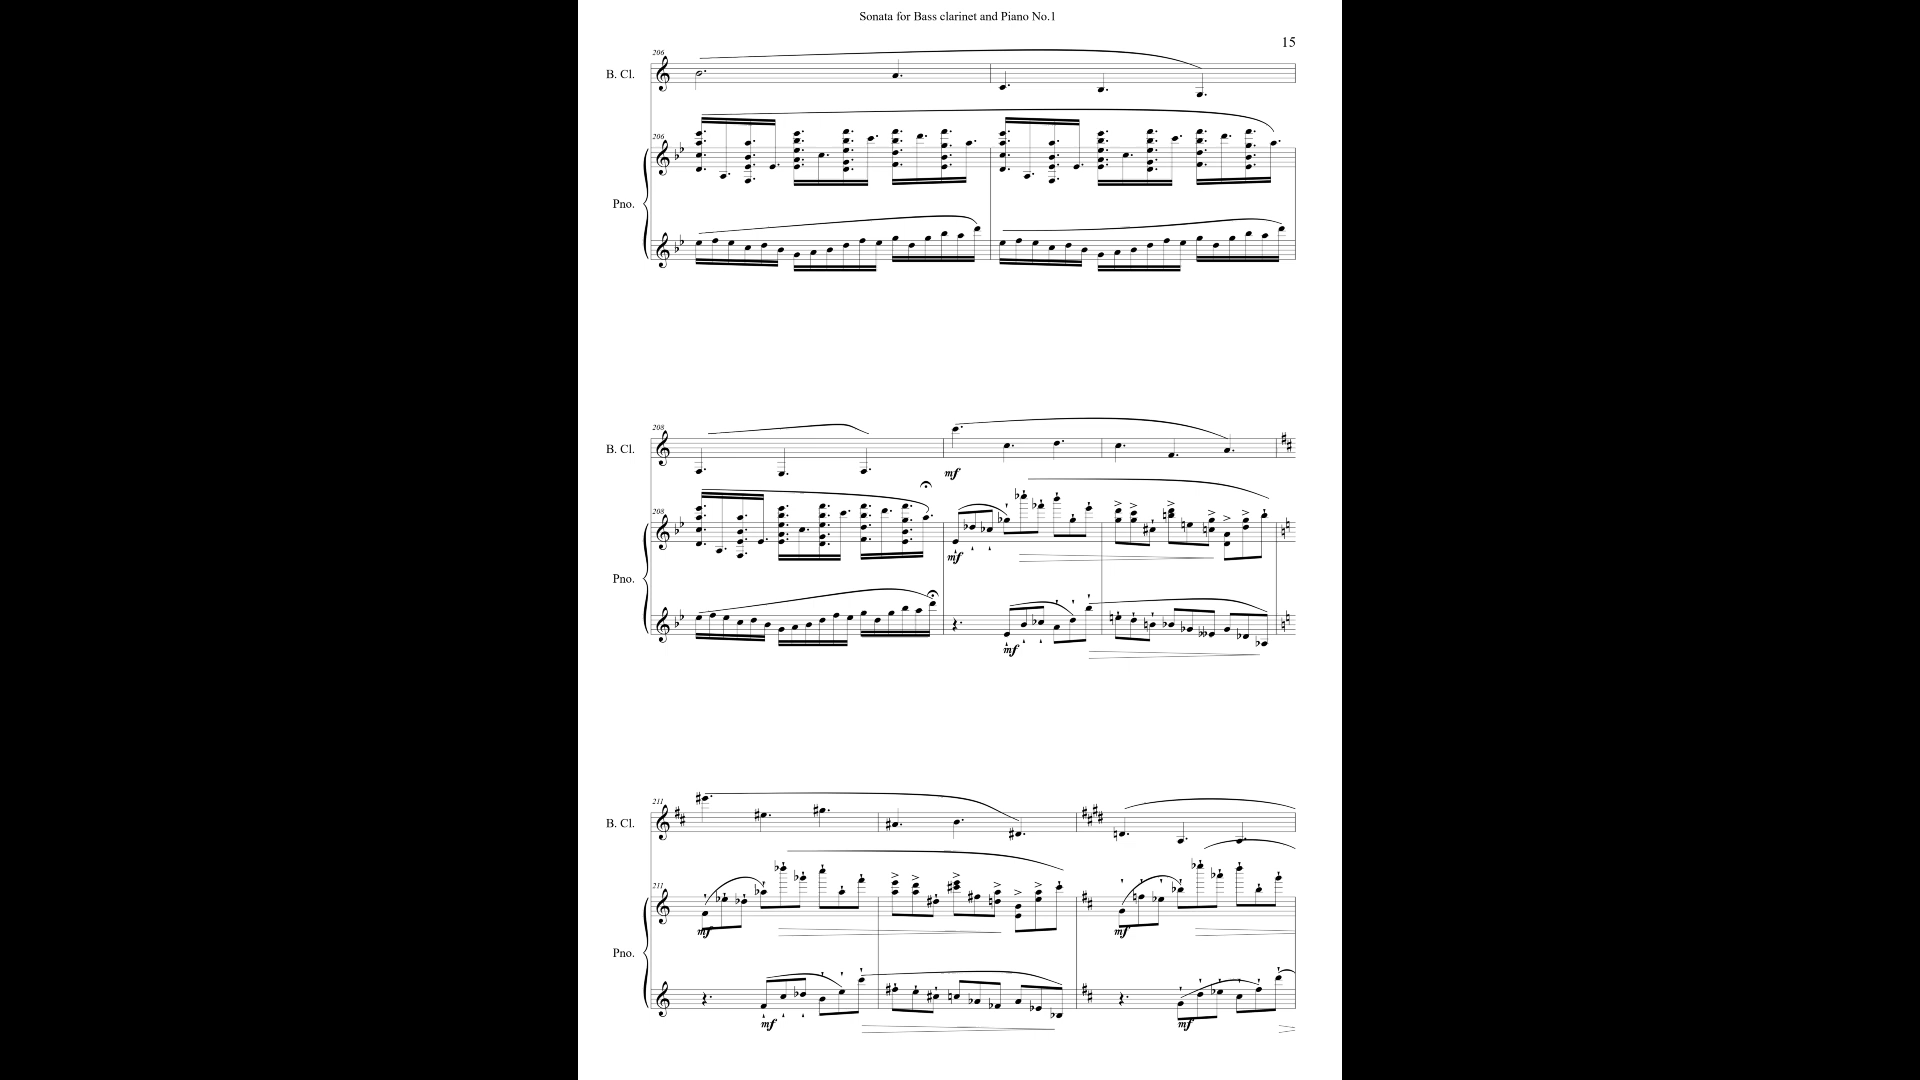 Sonata for Bass clarinet and Piano No.1
15
206
B. Cl.
206
Pno.
208
B. Cl.
mf
208
mf
Pno.
mf
211
B. Cl.
211
mf
mf
Pno.
mf
mf